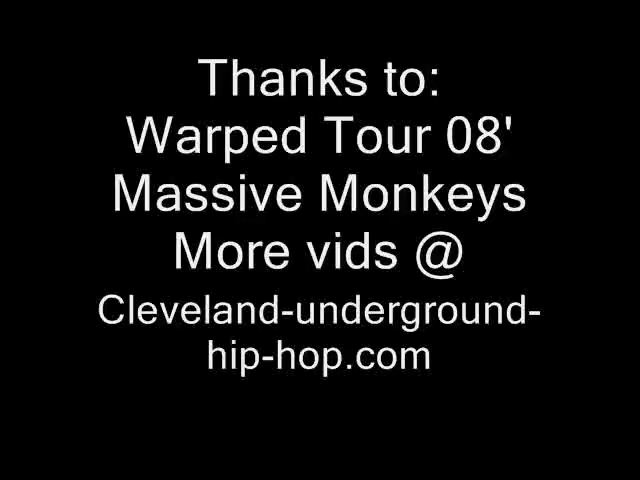 Thanks to:
Warped Tour 08'
Massive Monkeys
More vids @
Cleveland-underground-
hip-hop.com